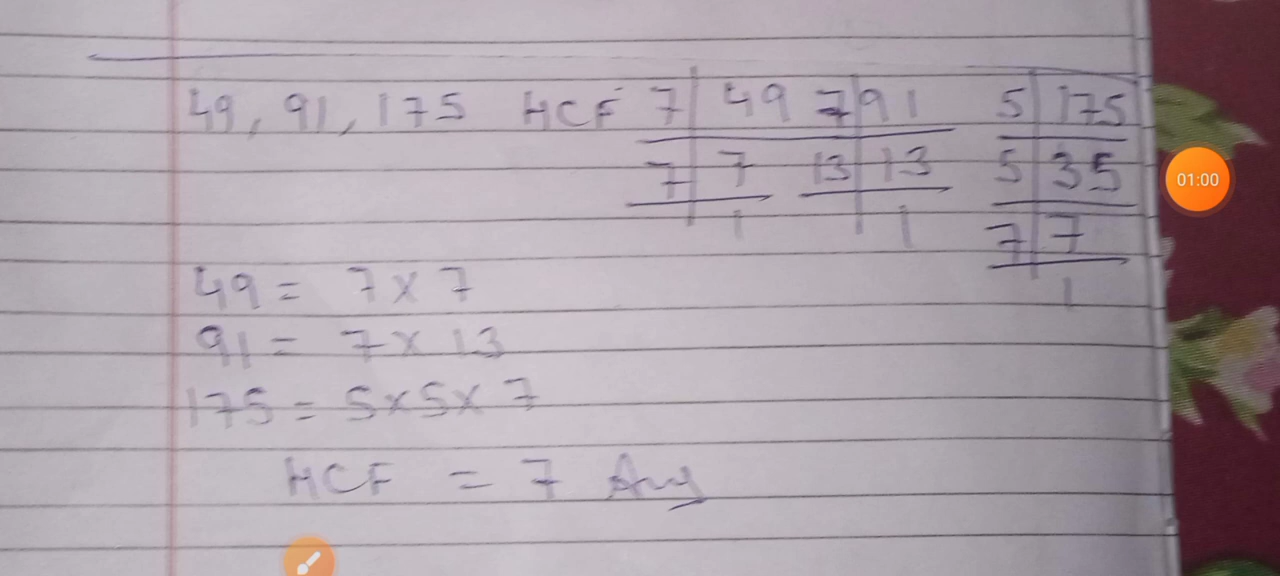 49, 91, 175 HCF 7 | 49 7 | 91 5 | 175
7 | 7 13 | 13 5 | 35
1 1 7 | 7
1
49 = 7 × 7
91 = 7 × 13
175 = 5×5× 7
HCF = 7 Ans
01:00